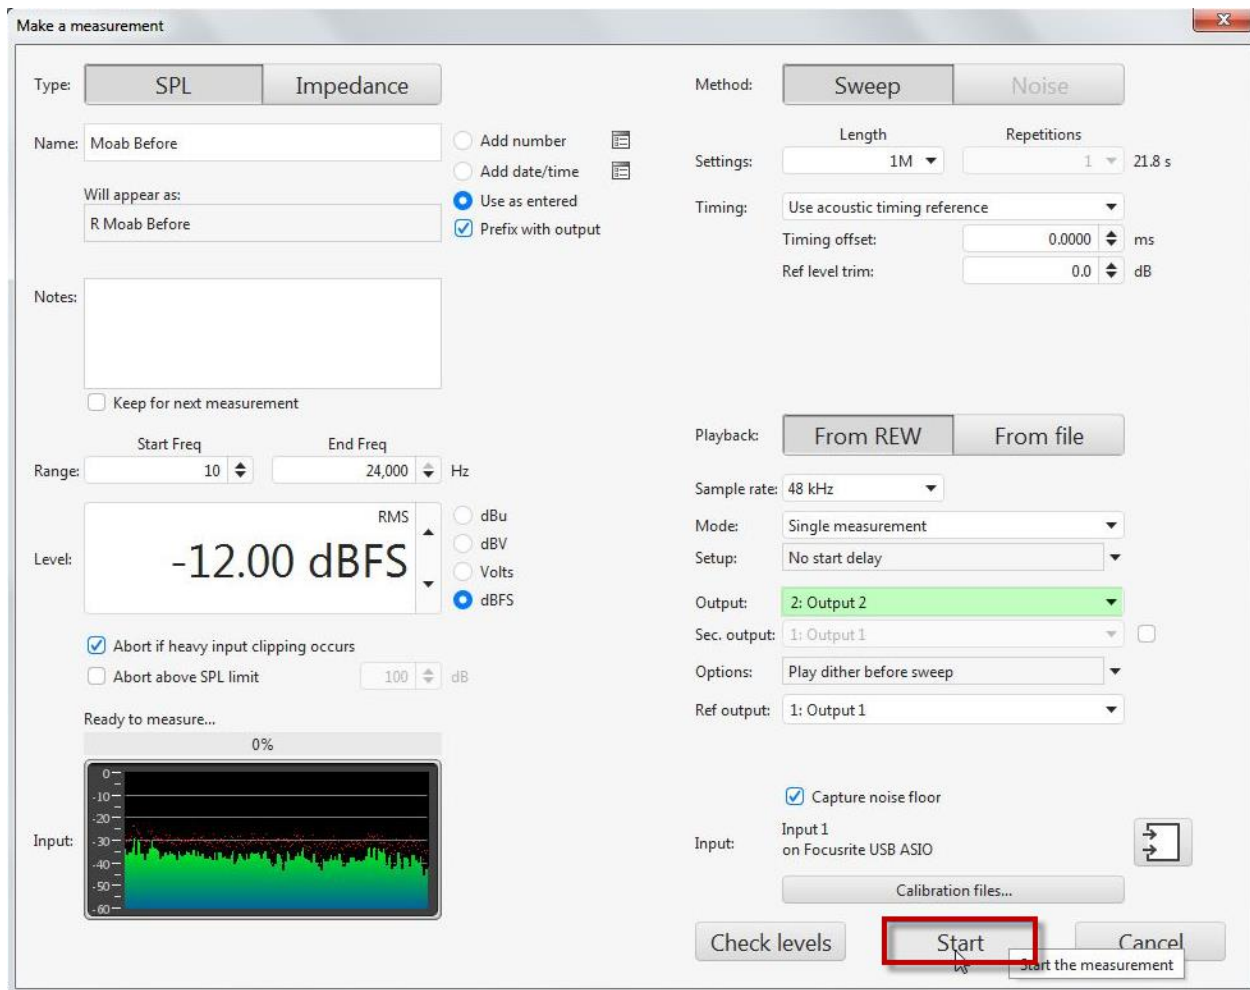 Make a measurement
Type: SPL Impedance
Name: Moab Before
Add number
Add date/time
Will appear as:
Use as entered
R Moab Before
Prefix with output
Notes:
Keep for next measurement
Start Freq End Freq
Range: 10 24,000 Hz
RMS
Level: -12.00 dBFS
dBu
dBV
Volts
dBFS
Abort if heavy input clipping occurs
Abort above SPL limit 100 dB
Ready to measure...
0%
Input:
0
-10
-20
-30
-40
-50
-60
Method: Sweep Noise
Length Repetitions
Settings: 1M 1 21.8 s
Timing: Use acoustic timing reference
Timing offset: 0.0000 ms
Ref level trim: 0.0 dB
Playback: From REW From file
Sample rate: 48 kHz
Mode: Single measurement
Setup: No start delay
Output: 2: Output 2
Sec. output: 1: Output 1
Options: Play dither before sweep
Ref output: 1: Output 1
Capture noise floor
Input: Input 1
on Focusrite USB ASIO
Calibration files...
Check levels Start Cancel
Start the measurement